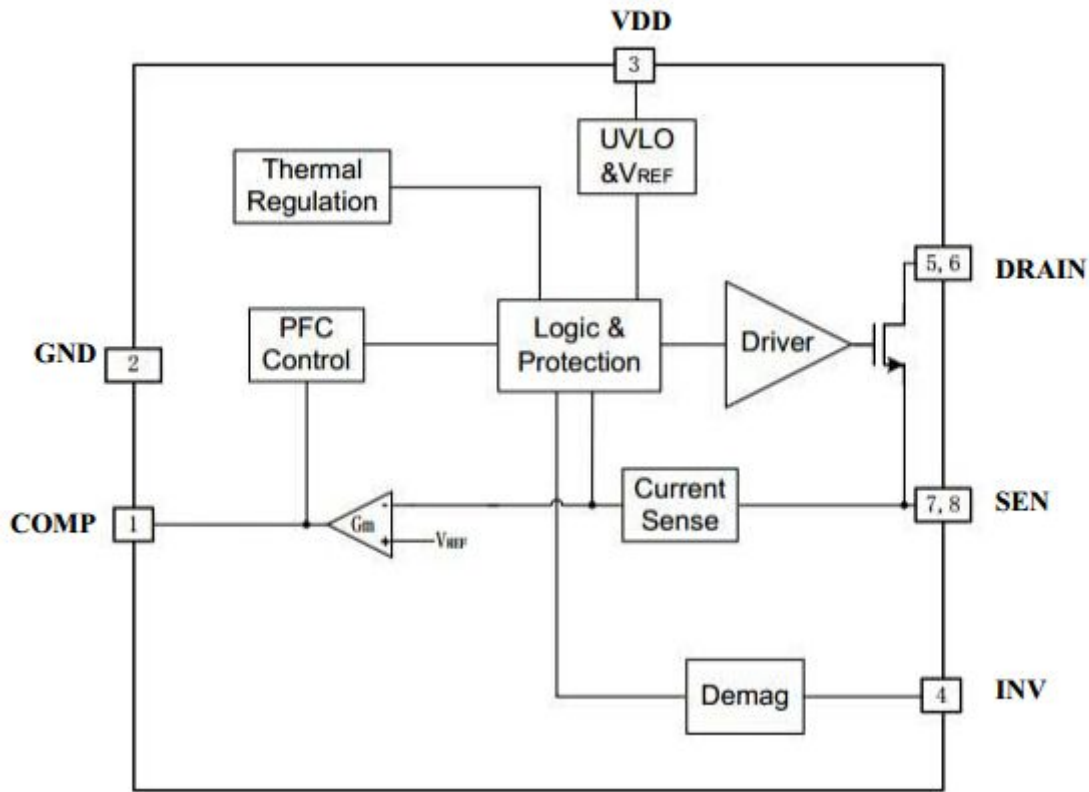 VDD
3
UVLO
&VREF
Thermal
Regulation
5, 6
DRAIN
PFC
Control
Logic &
Protection
Driver
GND
2
COMP
1
-
Gm
+
VREF
Current
Sense
7, 8
SEN
Demag
4
INV